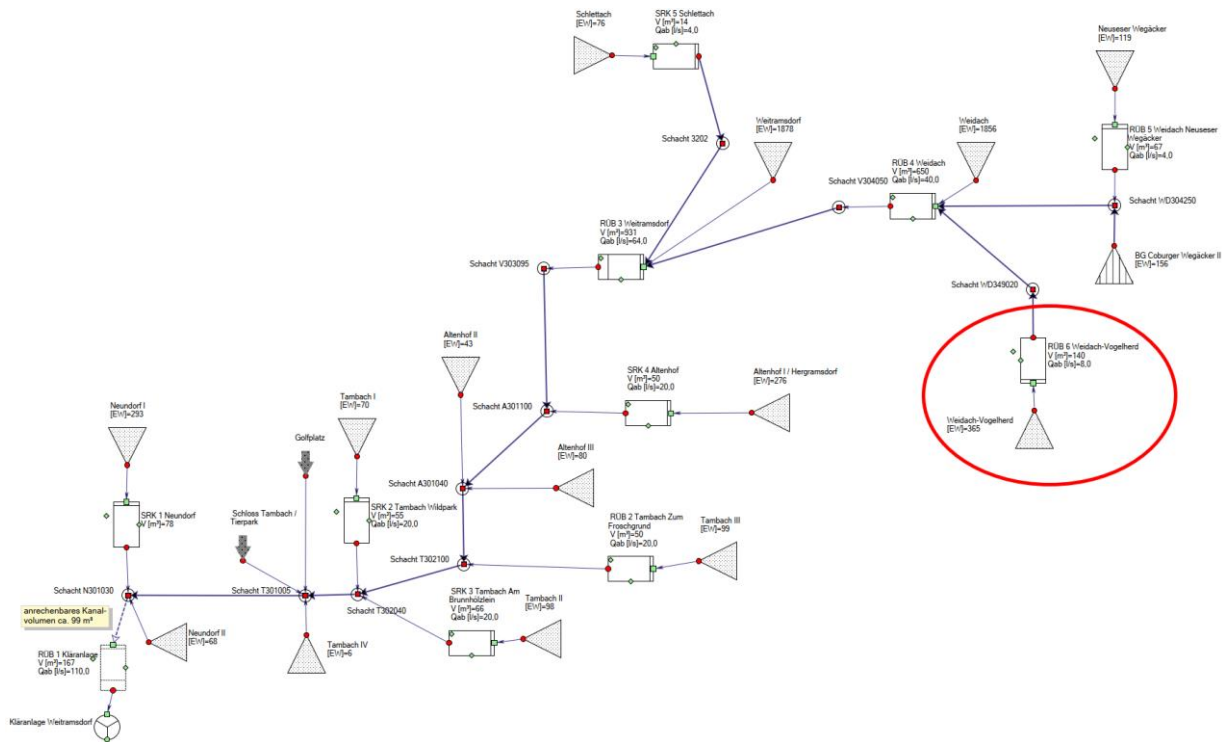 Schlettach
[EW]=76
SRK 5 Schlettach
V [m³]=14
Qab [l/s]=4,0
Neuseser Wegäcker
[EW]=119
Schacht 3202
Weitramsdorf
[EW]=1878
Weidach
[EW]=1856
RÜB 5 Weidach Neuseser
Wegäcker
V [m³]=67
Qab [l/s]=4,0
RÜB 4 Weidach
V [m³]=650
Qab [l/s]=40,0
Schacht V304050
Schacht WD304250
RÜB 3 Weitramsdorf
V [m³]=931
Qab [l/s]=64,0
Schacht V303095
BG Coburger Wegäcker II
[EW]=156
Schacht WD349020
Altenhof II
[EW]=43
RÜB 6 Weidach-Vogelherd
V [m³]=140
Qab [l/s]=8,0
SRK 4 Altenhof
V [m³]=50
Qab [l/s]=20,0
Altenhof I / Hergramsdorf
[EW]=276
Weidach-Vogelherd
[EW]=365
Neundorf I
[EW]=293
Tambach I
[EW]=70
Schacht A301100
Golfplatz
Altenhof III
[EW]=80
Schacht A301040
SRK 1 Neundorf
V [m³]=78
Schloss Tambach /
Tierpark
SRK 2 Tambach Wildpark
V [m³]=55
Qab [l/s]=20,0
RÜB 2 Tambach Zum
Froschgrund
V [m³]=50
Qab [l/s]=20,0
Tambach III
[EW]=99
Schacht T302100
Schacht N301030
Schacht T301005
Schacht T302040
SRK 3 Tambach Am
Brunnhölzlein
V [m³]=66
Qab [l/s]=20,0
Tambach II
[EW]=98
anrechenbares Kanal-
volumen ca. 99 m³
Neundorf II
[EW]=68
Tambach IV
[EW]=6
RÜB 1 Kläranlage
V [m³]=167
Qab [l/s]=110,0
Kläranlage Weitramsdorf